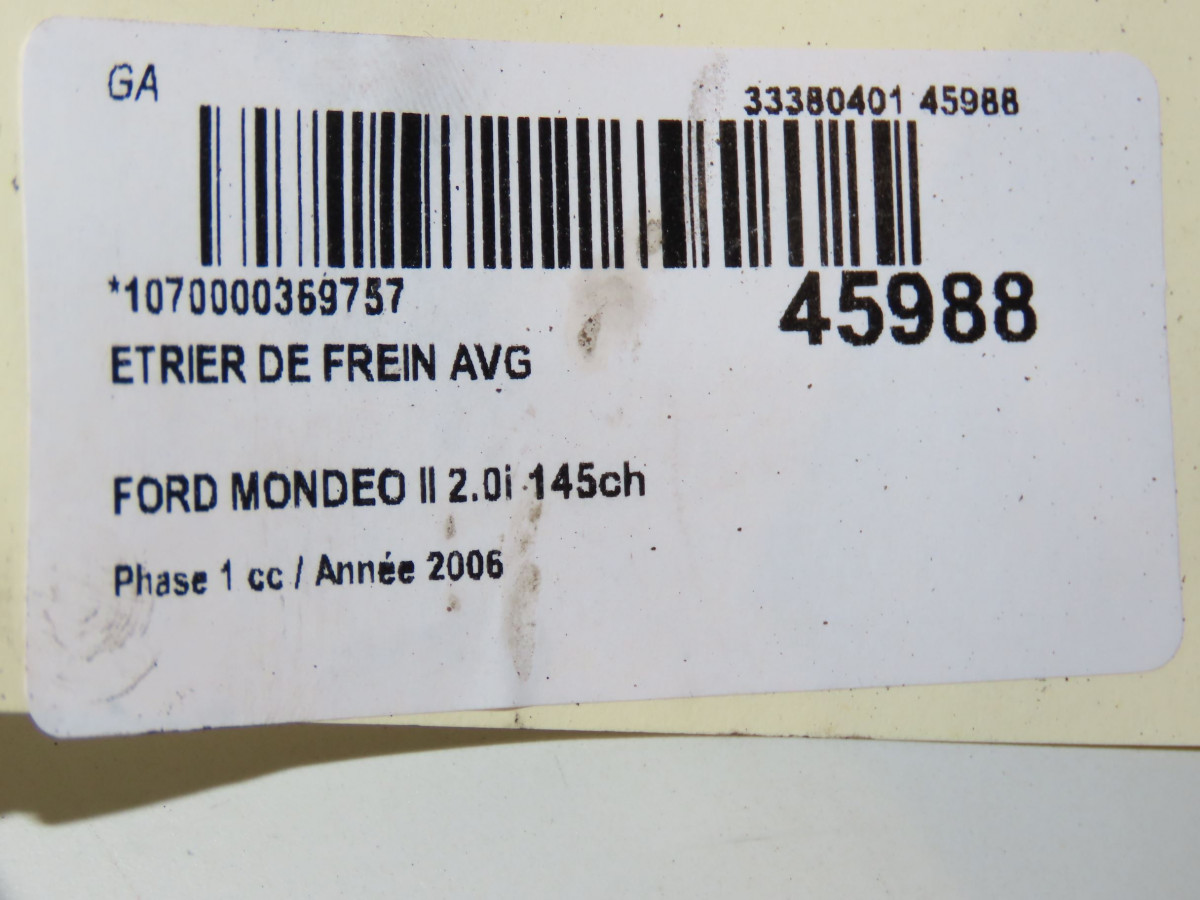 GA
33380401 45988
*1070000369757
45988
ETRIER DE FREIN AVG
FORD MONDEO II 2.0i 145ch
Phase 1 cc / Année 2006